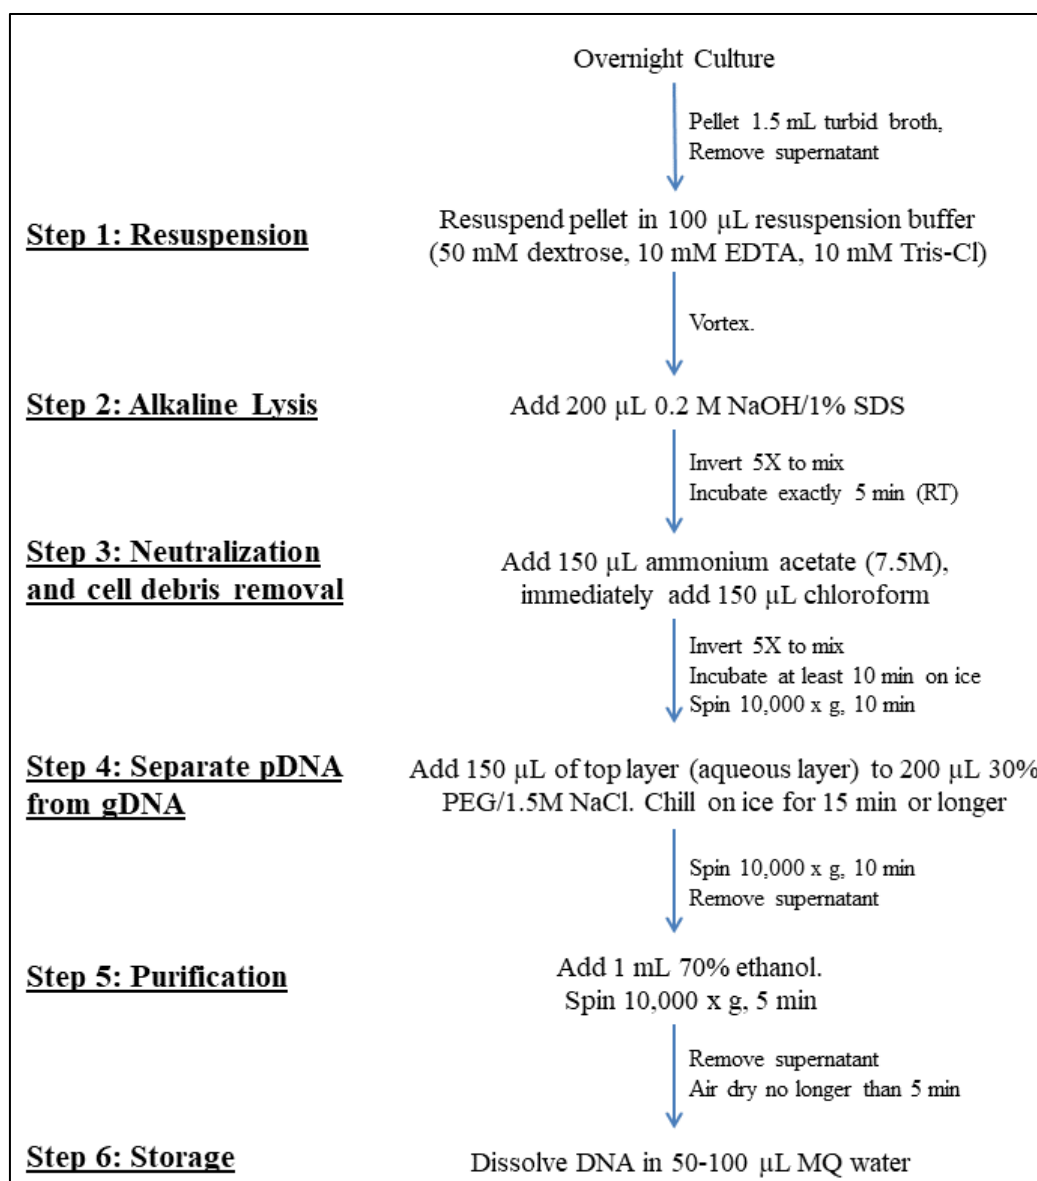 Overnight Culture
Pellet 1.5 mL turbid broth,
Remove supernatant
Step 1: Resuspension
Resuspend pellet in 100 µL resuspension buffer
(50 mM dextrose, 10 mM EDTA, 10 mM Tris-Cl)
Vortex.
Step 2: Alkaline Lysis
Add 200 µL 0.2 M NaOH/1% SDS
Invert 5X to mix
Incubate exactly 5 min (RT)
Step 3: Neutralization
and cell debris removal
Add 150 µL ammonium acetate (7.5M),
immediately add 150 µL chloroform
Invert 5X to mix
Incubate at least 10 min on ice
Spin 10,000 x g, 10 min
Step 4: Separate pDNA
from gDNA
Add 150 µL of top layer (aqueous layer) to 200 µL 30%
PEG/1.5M NaCl. Chill on ice for 15 min or longer
Spin 10,000 x g, 10 min
Remove supernatant
Step 5: Purification
Add 1 mL 70% ethanol.
Spin 10,000 x g, 5 min
Remove supernatant
Air dry no longer than 5 min
Step 6: Storage
Dissolve DNA in 50-100 µL MQ water